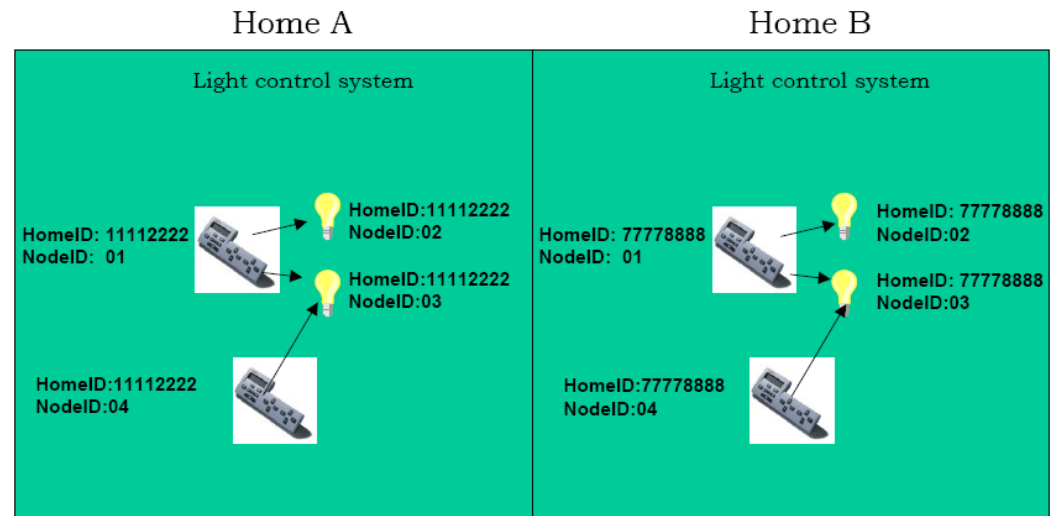 Home A
Light control system
HomeID:11112222
NodeID:02
HomeID: 11112222
NodeID: 01
HomeID:11112222
NodeID:03
HomeID:11112222
NodeID:04
Home B
Light control system
HomeID: 77778888
NodeID:02
HomeID: 77778888
NodeID: 01
HomeID: 77778888
NodeID:03
HomeID:77778888
NodeID:04